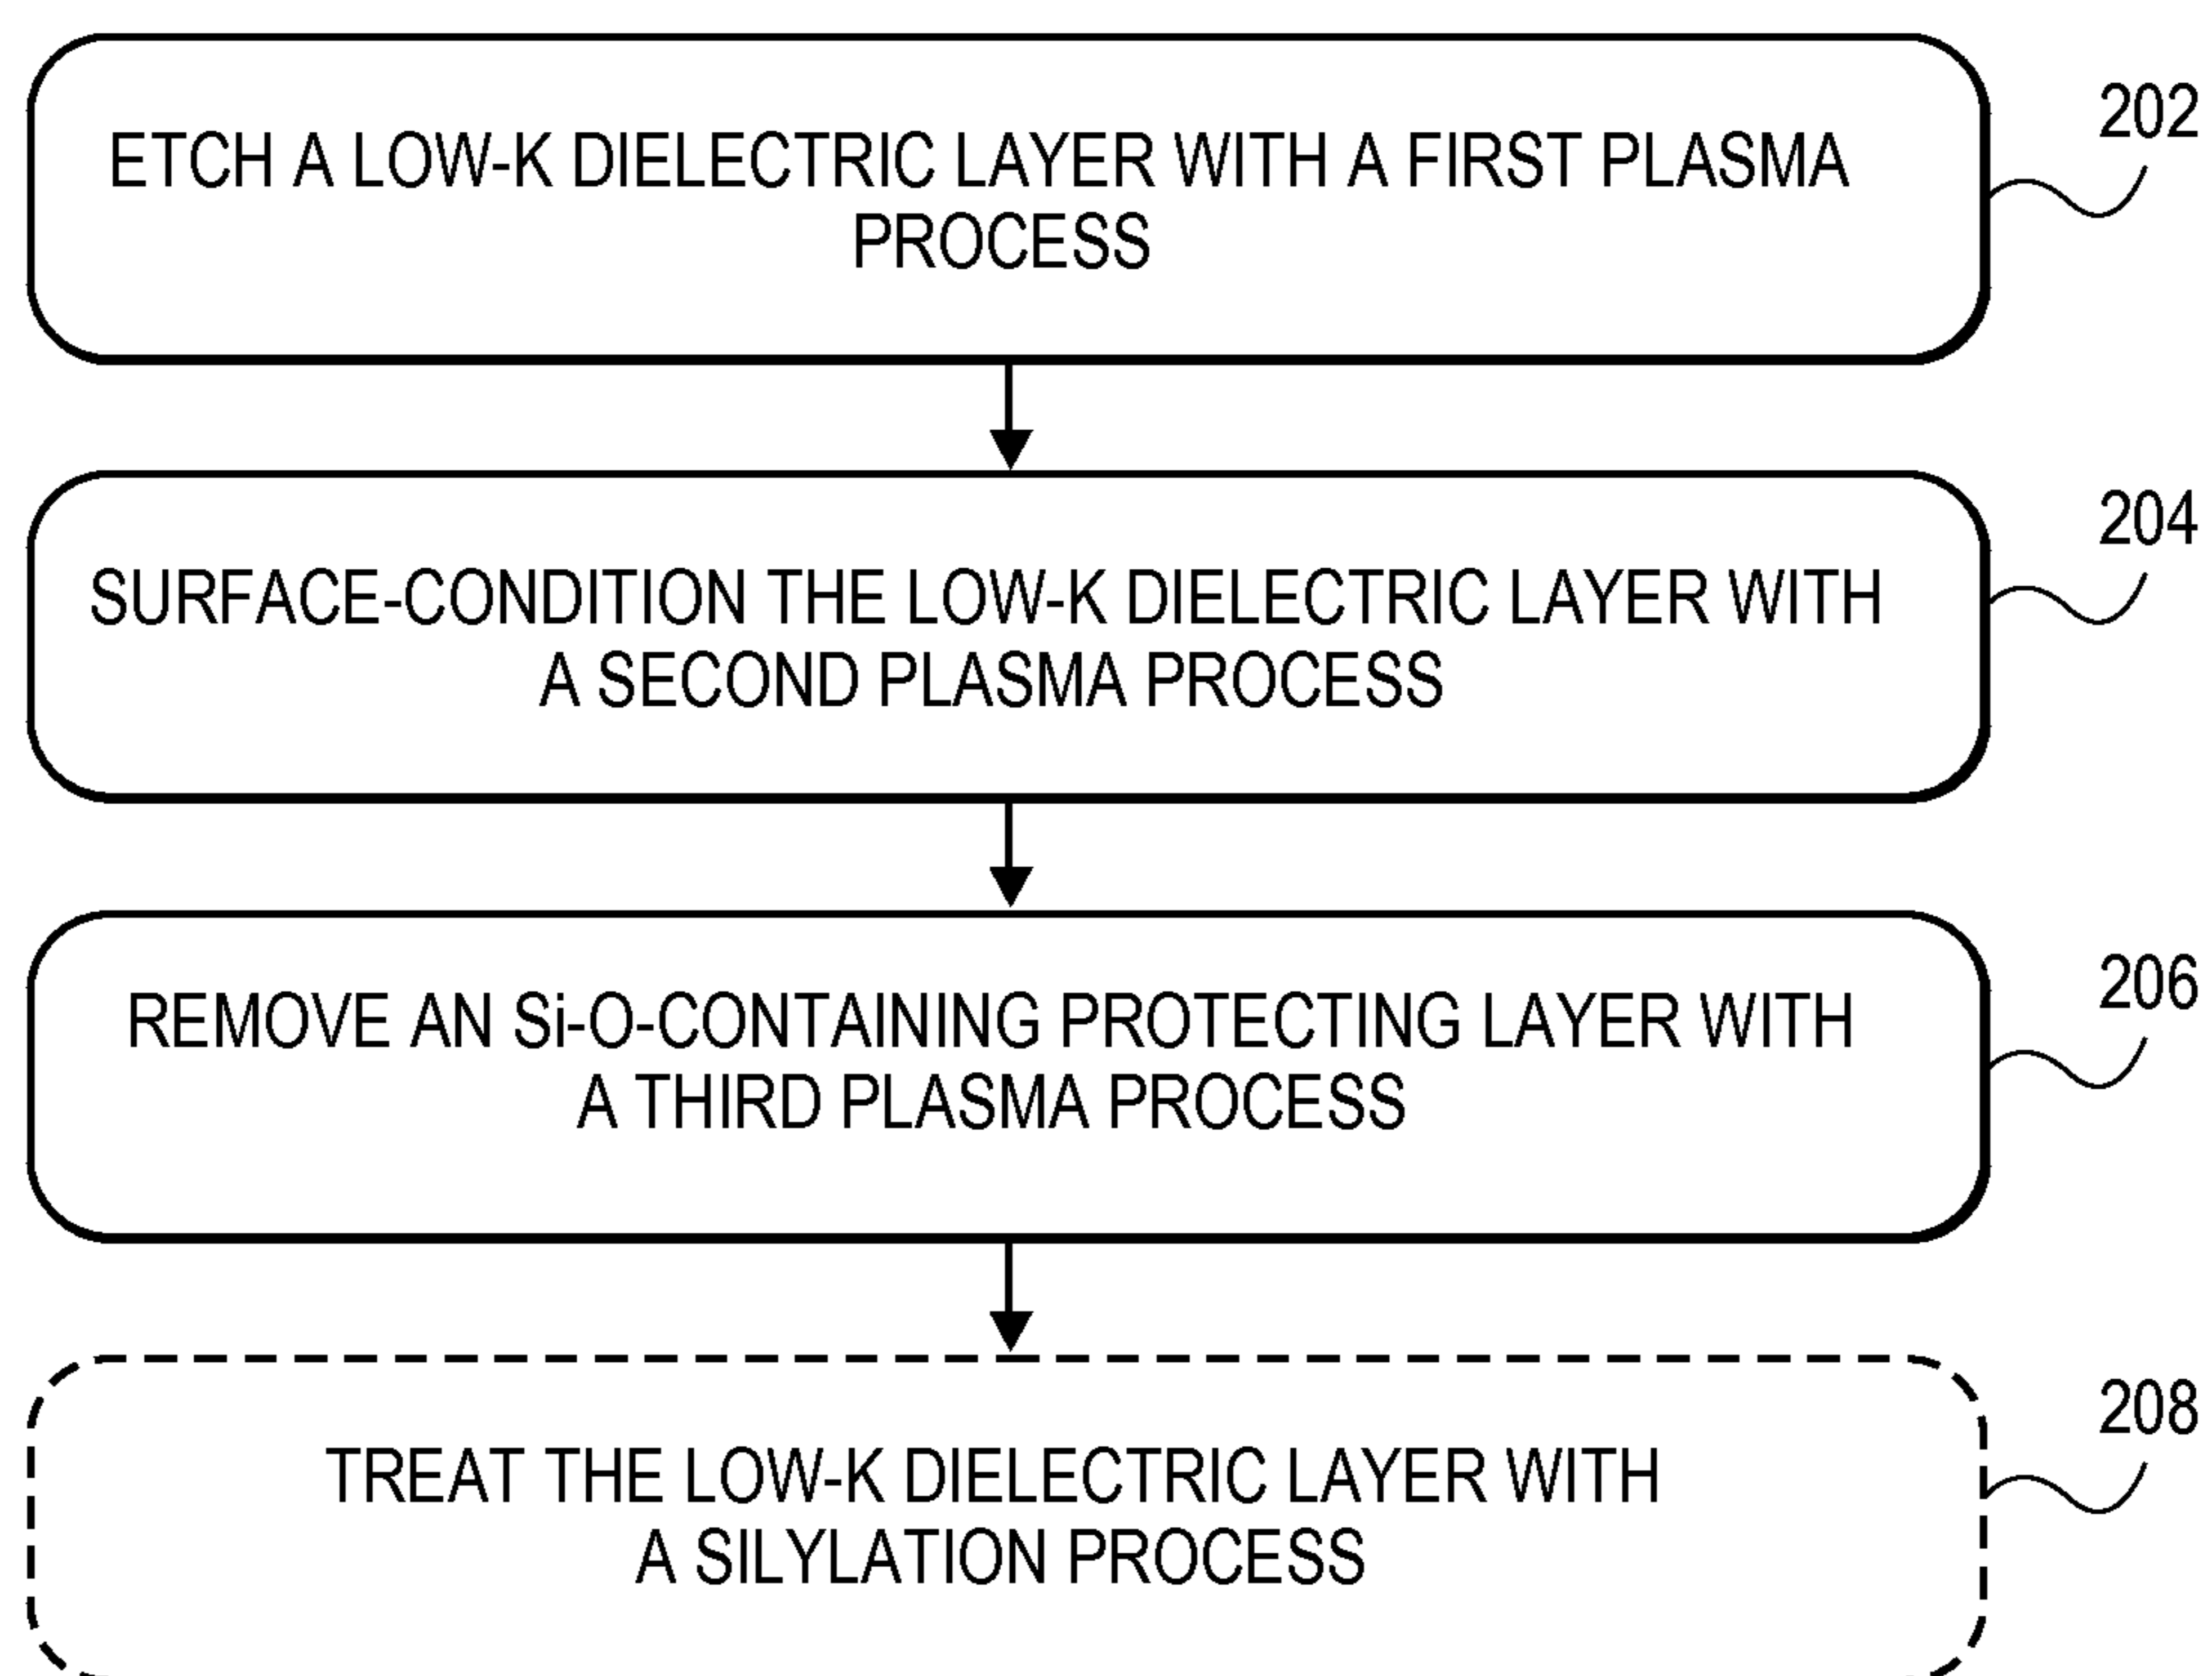 ETCH A LOW-K DIELECTRIC LAYER WITH A FIRST PLASMA
PROCESS
202
SURFACE-CONDITION THE LOW-K DIELECTRIC LAYER WITH
A SECOND PLASMA PROCESS
204
REMOVE AN Si-O-CONTAINING PROTECTING LAYER WITH
A THIRD PLASMA PROCESS
206
TREAT THE LOW-K DIELECTRIC LAYER WITH
A SILYLATION PROCESS
208